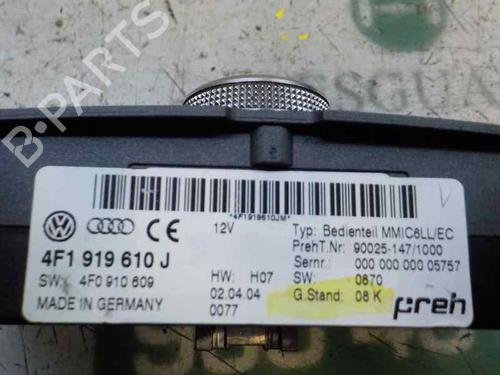 B-PARTS
*4F1919610JM*
CE
12V
4F1 919 610 J
SW: 4F0 910 609
MADE IN GERMANY
HW: H07
02.04.04
0077
Typ: Bedienteil MMIC6LL/EC
PrehT.Nr: 90025-147/1000
Sernr.: 000 000 000 05757
SW: 0870
G.Stand: 08 K
preh